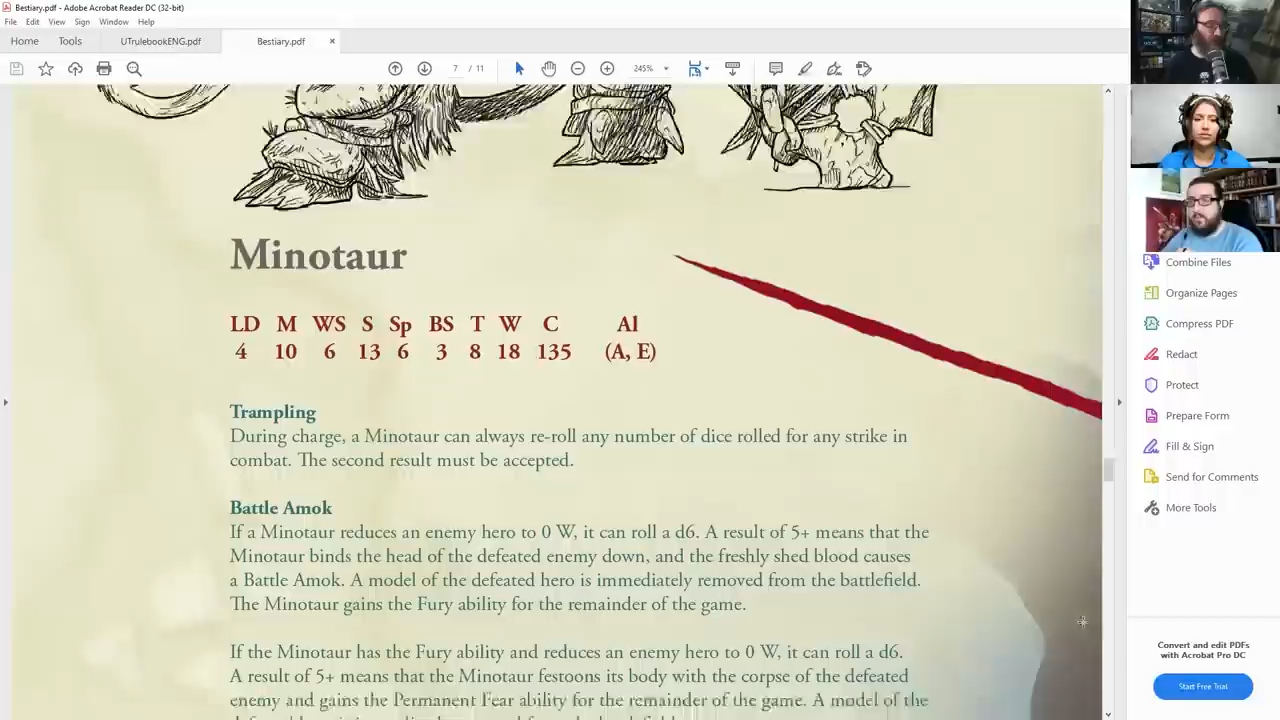 Bestiary.pdf - Adobe Acrobat Reader DC (32-bit)
File Edit View Sign Window Help
Home Tools UTrulebookENG.pdf Bestiary.pdf ×
7 / 11 245%
Minotaur
LD M WS S Sp BS T W C Al
4 10 6 13 6 3 8 18 135 (A, E)
Trampling
During charge, a Minotaur can always re-roll any number of dice rolled for any strike in
combat. The second result must be accepted.
Battle Amok
If a Minotaur reduces an enemy hero to 0 W, it can roll a d6. A result of 5+ means that the
Minotaur binds the head of the defeated enemy down, and the freshly shed blood causes
a Battle Amok. A model of the defeated hero is immediately removed from the battlefield.
The Minotaur gains the Fury ability for the remainder of the game.
If the Minotaur has the Fury ability and reduces an enemy hero to 0 W, it can roll a d6.
A result of 5+ means that the Minotaur festoons its body with the corpse of the defeated
enemy and gains the Permanent Fear ability for the remainder of the game. A model of the
Combine Files
Organize Pages
Compress PDF
Redact
Protect
Prepare Form
Fill & Sign
Send for Comments
More Tools
Convert and edit PDFs
with Acrobat Pro DC
Start Free Trial